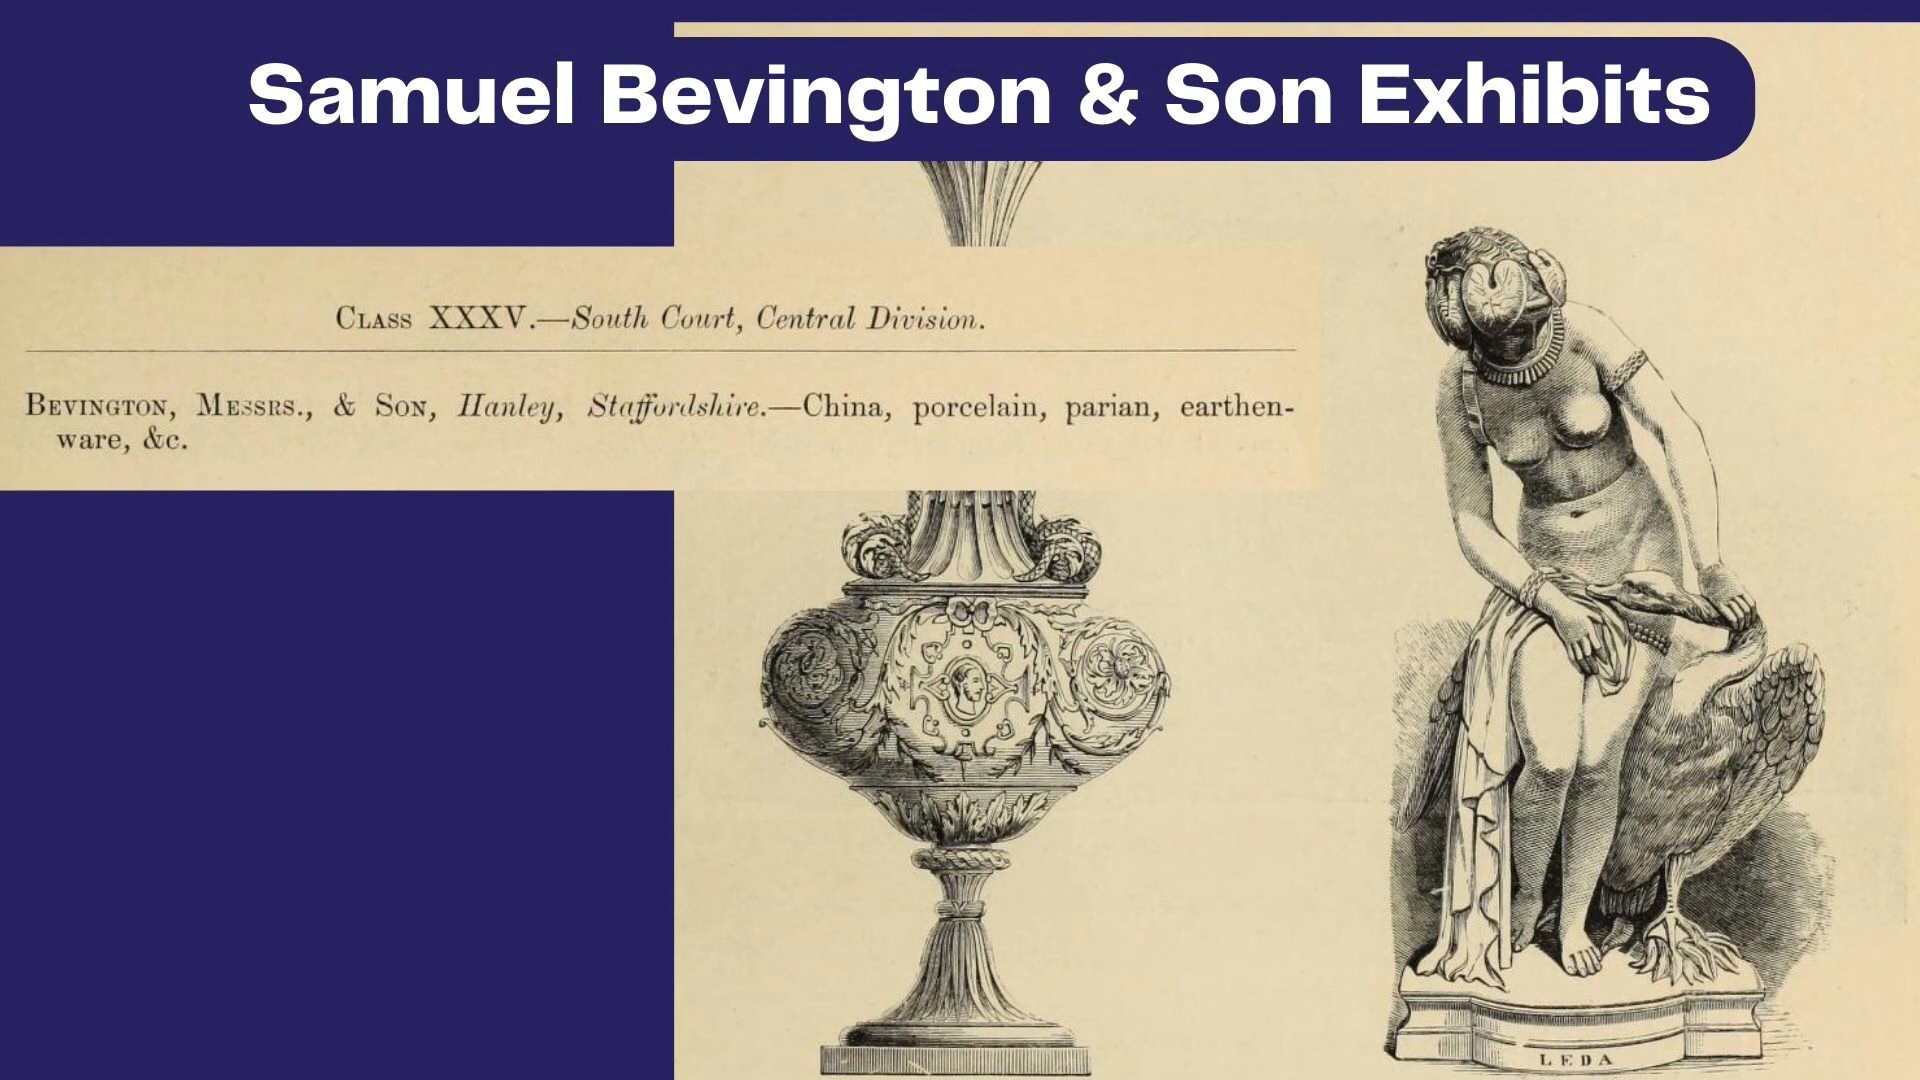 Samuel Bevington & Son Exhibits
Class XXXV.—South Court, Central Division.
Bevington, Messrs., & Son, Hanley, Staffordshire.—China, porcelain, parian, earthen-
ware, &c.
LEDA